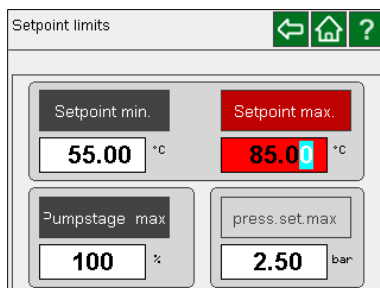 Setpoint limits ?
Setpoint min. Setpoint max.
55.00 °C 85.00 °C
Pumpstage max press.set.max
100 % 2.50 bar